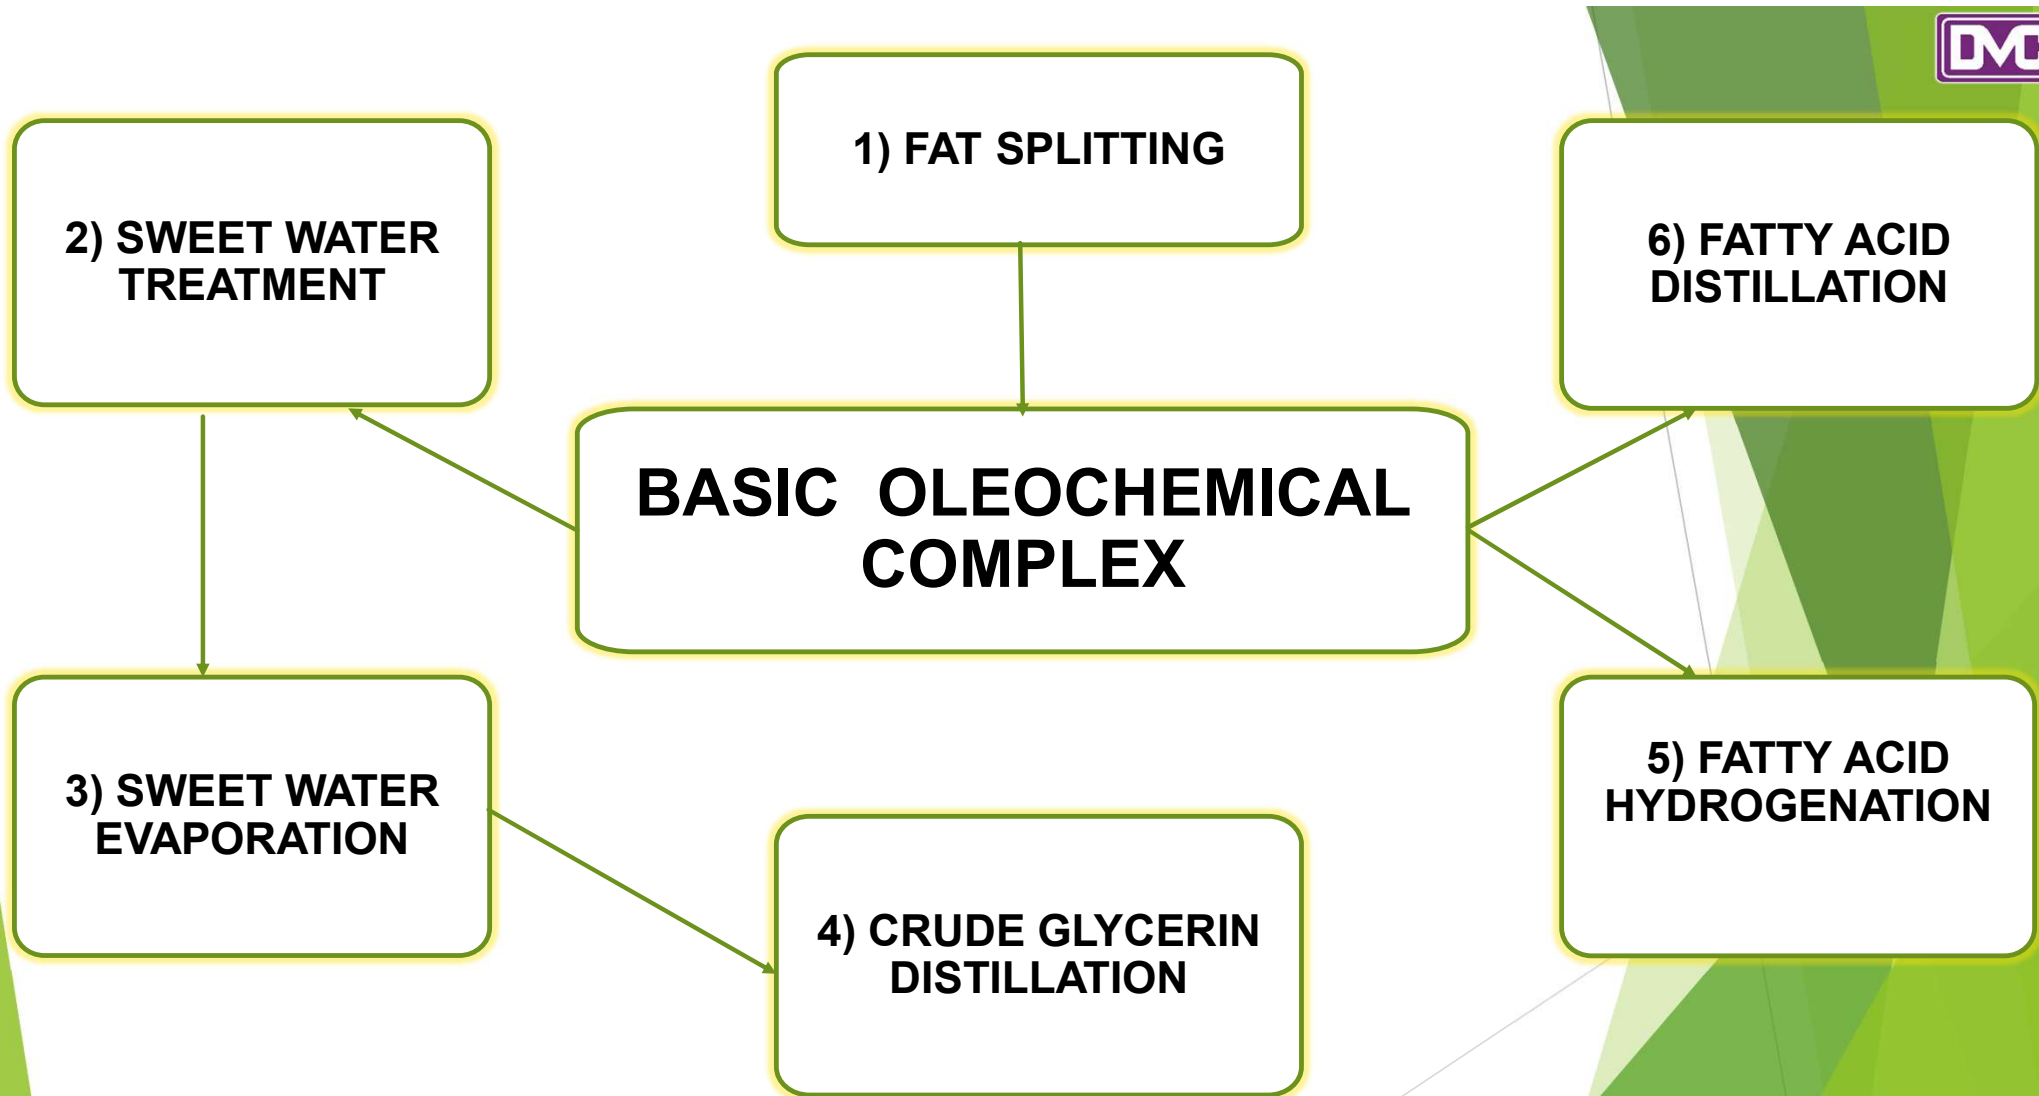 1) FAT SPLITTING
2) SWEET WATER
TREATMENT
6) FATTY ACID
DISTILLATION
BASIC OLEOCHEMICAL
COMPLEX
3) SWEET WATER
EVAPORATION
5) FATTY ACID
HYDROGENATION
4) CRUDE GLYCERIN
DISTILLATION